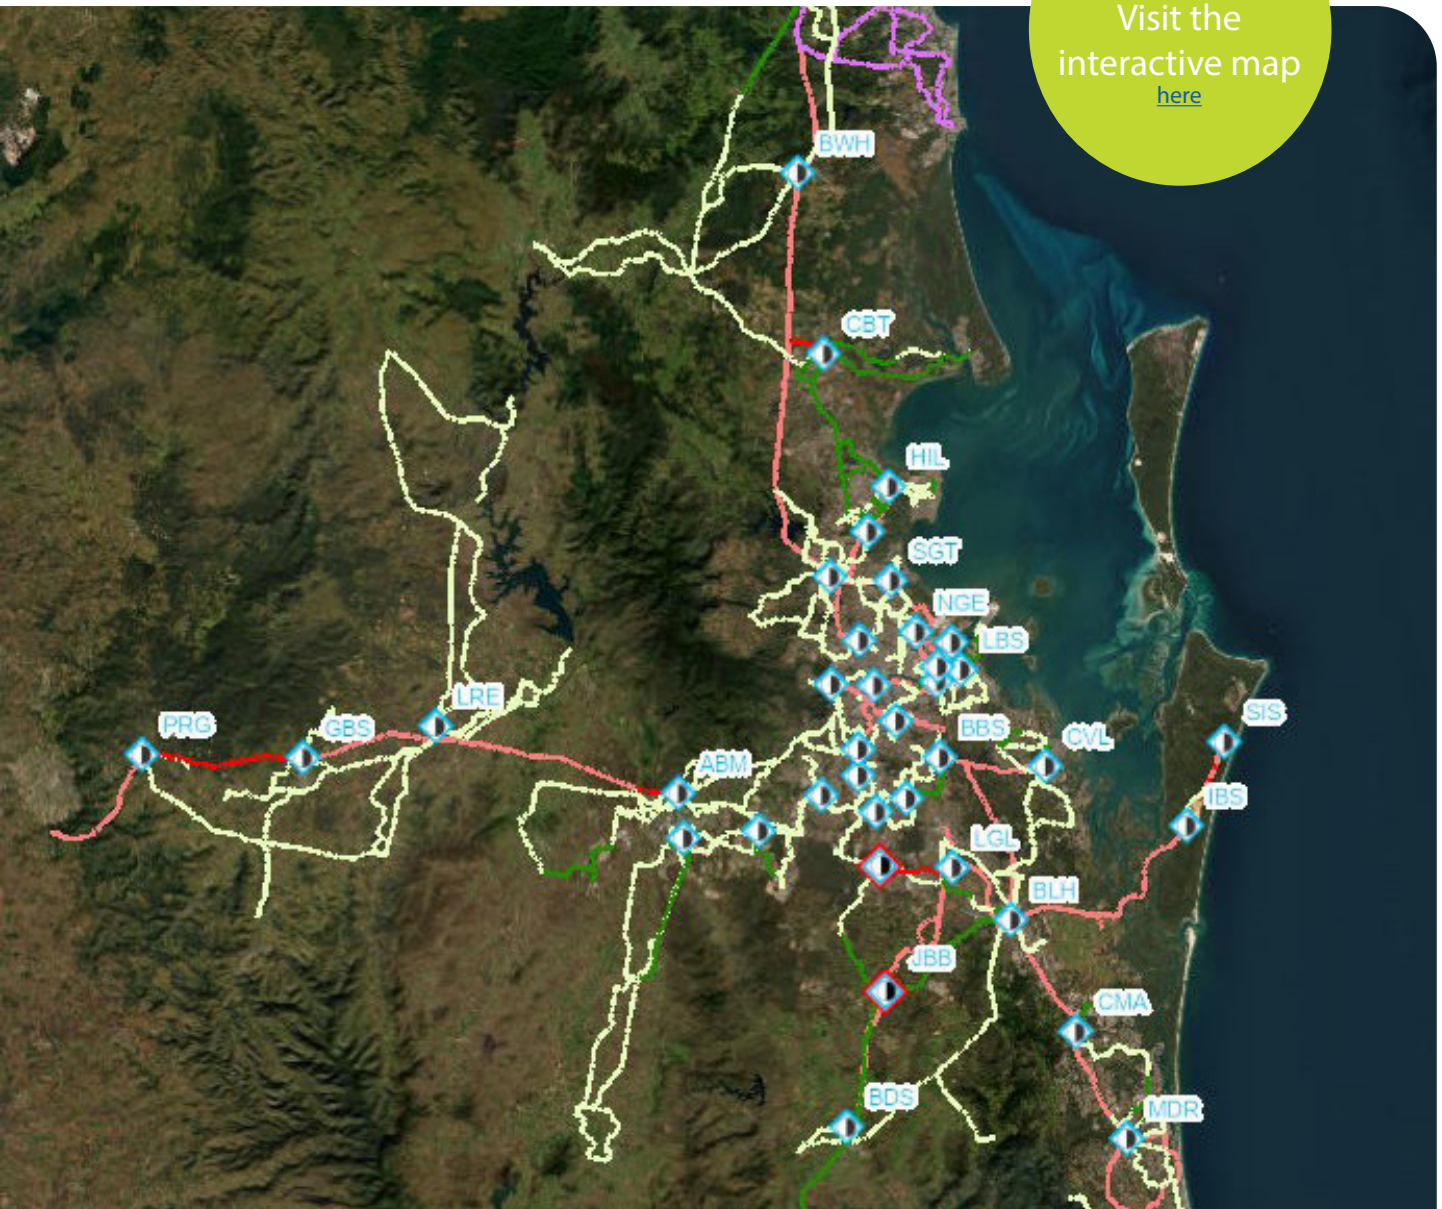 Visit the
interactive map
here
BWH
CBT
HIL
SGT
NGE
LBS
LRE
PRG
GBS
SIS
BBS
CVL
ABM
IBS
LGL
BLH
JBB
CMA
BDS
MDR